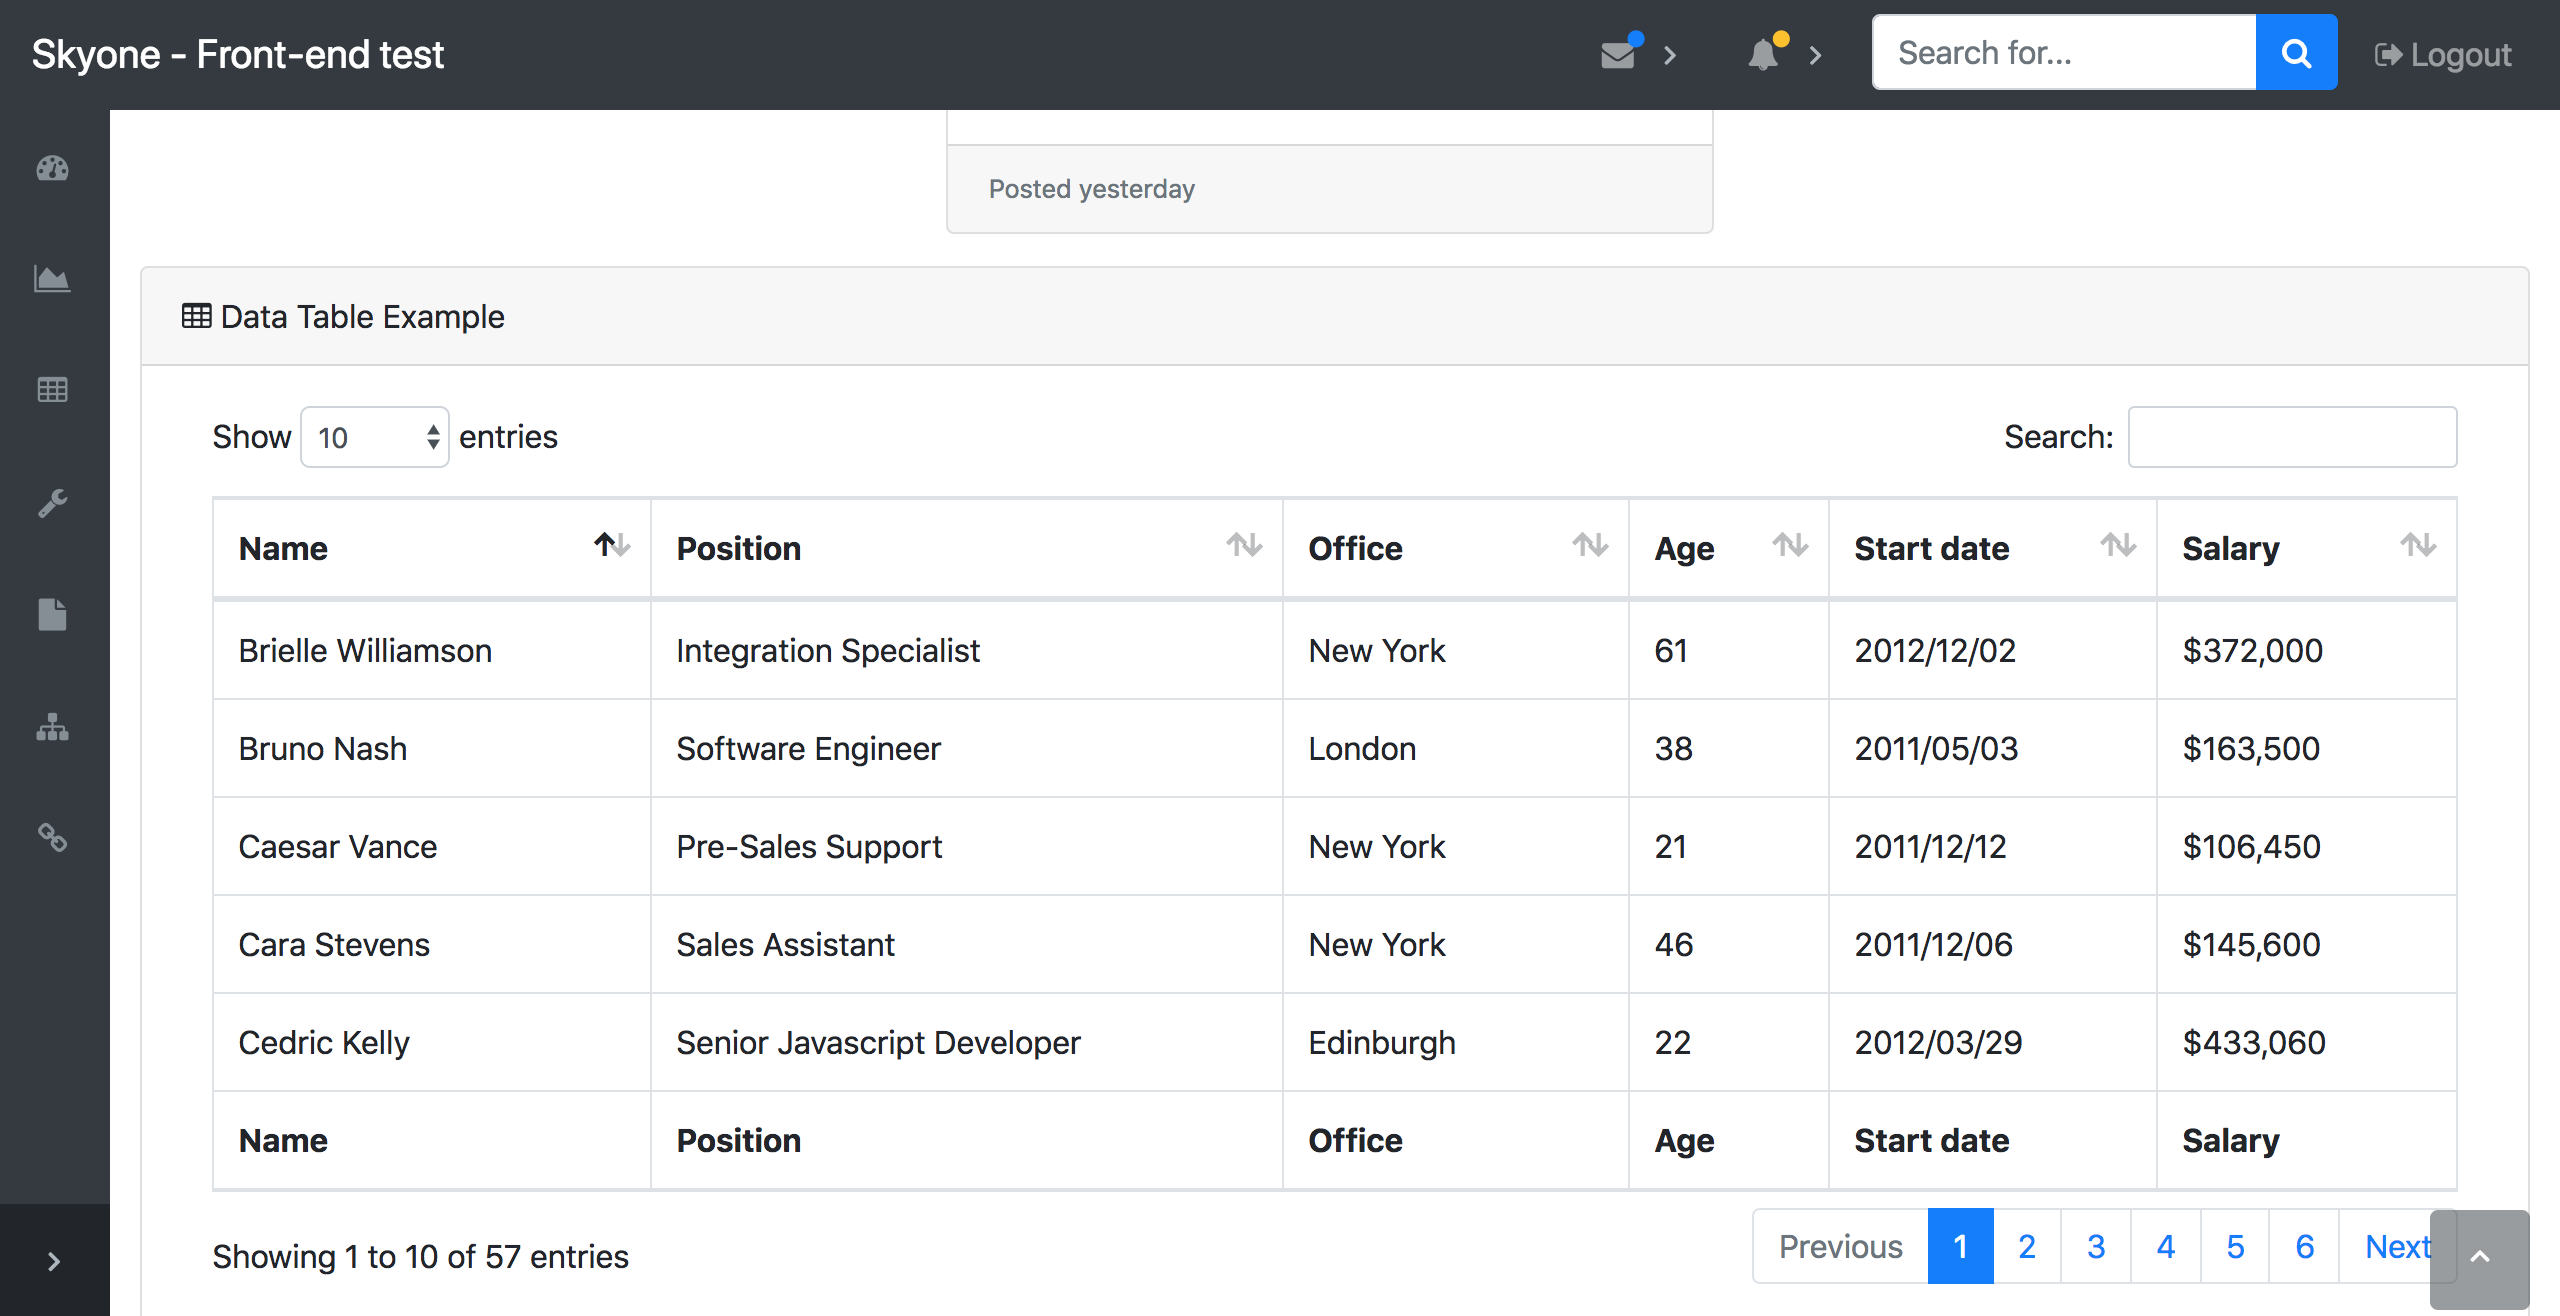 Skyone - Front-end test
Search for...
Logout
Posted yesterday
Data Table Example
Show 10 entries
Search:
Name Position Office Age Start date Salary
Brielle Williamson Integration Specialist New York 61 2012/12/02 $372,000
Bruno Nash Software Engineer London 38 2011/05/03 $163,500
Caesar Vance Pre-Sales Support New York 21 2011/12/12 $106,450
Cara Stevens Sales Assistant New York 46 2011/12/06 $145,600
Cedric Kelly Senior Javascript Developer Edinburgh 22 2012/03/29 $433,060
Name Position Office Age Start date Salary
Showing 1 to 10 of 57 entries
Previous 1 2 3 4 5 6 Next